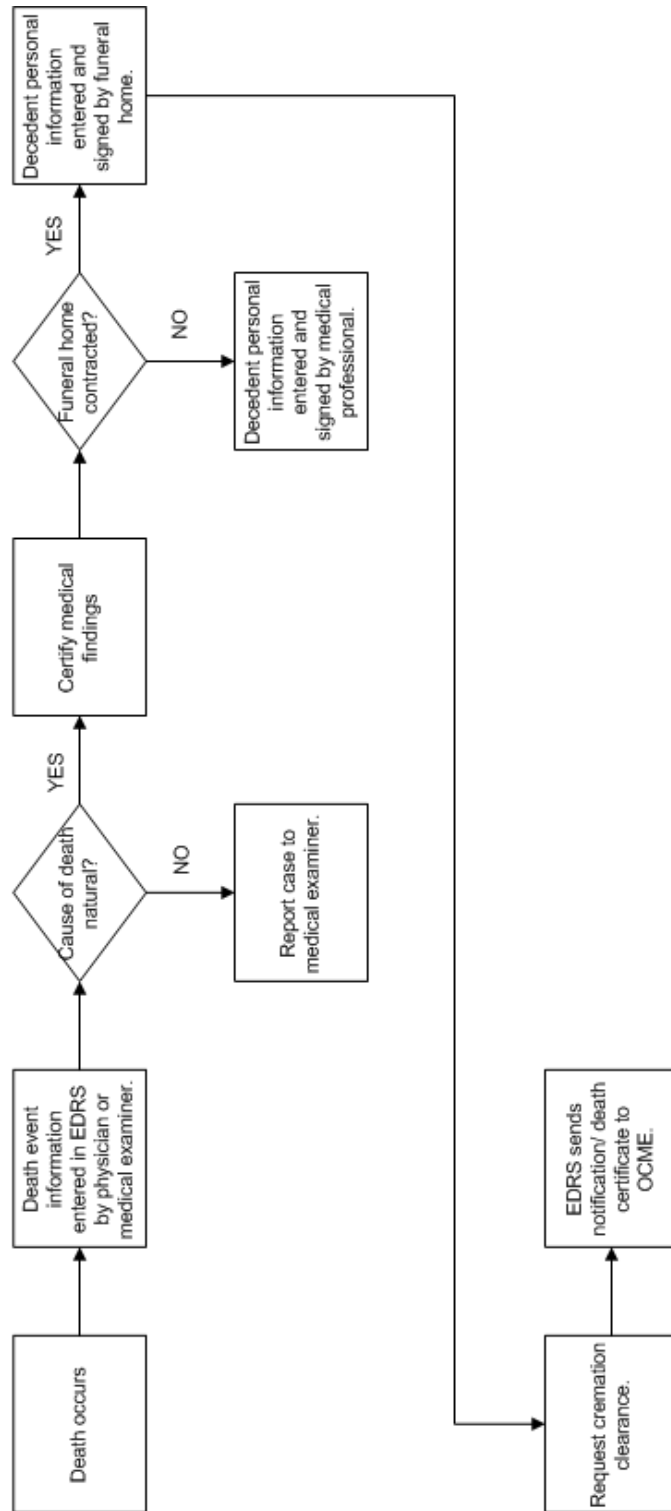 Death occurs
Death event
information
entered in EDRS
by physician or
medical examiner.
Cause of death
natural?
YES
NO
Report case to
medical examiner.
Certify medical
findings
Funeral home
contracted?
YES
NO
Decedent personal
information
entered and
signed by medical
professional.
Decedent personal
information
entered and
signed by funeral
home.
Request cremation
clearance.
EDRS sends
notification/ death
certificate to
OCME.